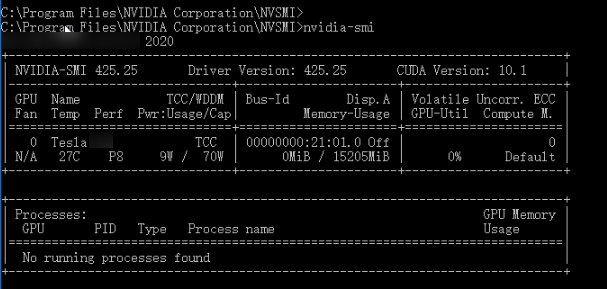 C:\Program Files\NVIDIA Corporation\NVSMI>
C:\Program Files\NVIDIA Corporation\NVSMI>nvidia-smi
2020
NVIDIA-SMI 425.25 Driver Version: 425.25 CUDA Version: 10.1
GPU Name TCC/WDDM | Bus-Id Disp.A | Volatile Uncorr. ECC
Fan Temp Perf Pwr:Usage/Cap| Memory-Usage | GPU-Util Compute M.
0 Tesla TCC | 00000000:21:01.0 Off | 0
N/A 27C P8 9W / 70W | 0MiB / 15205MiB | 0% Default
Processes: GPU Memory
GPU PID Type Process name Usage
No running processes found